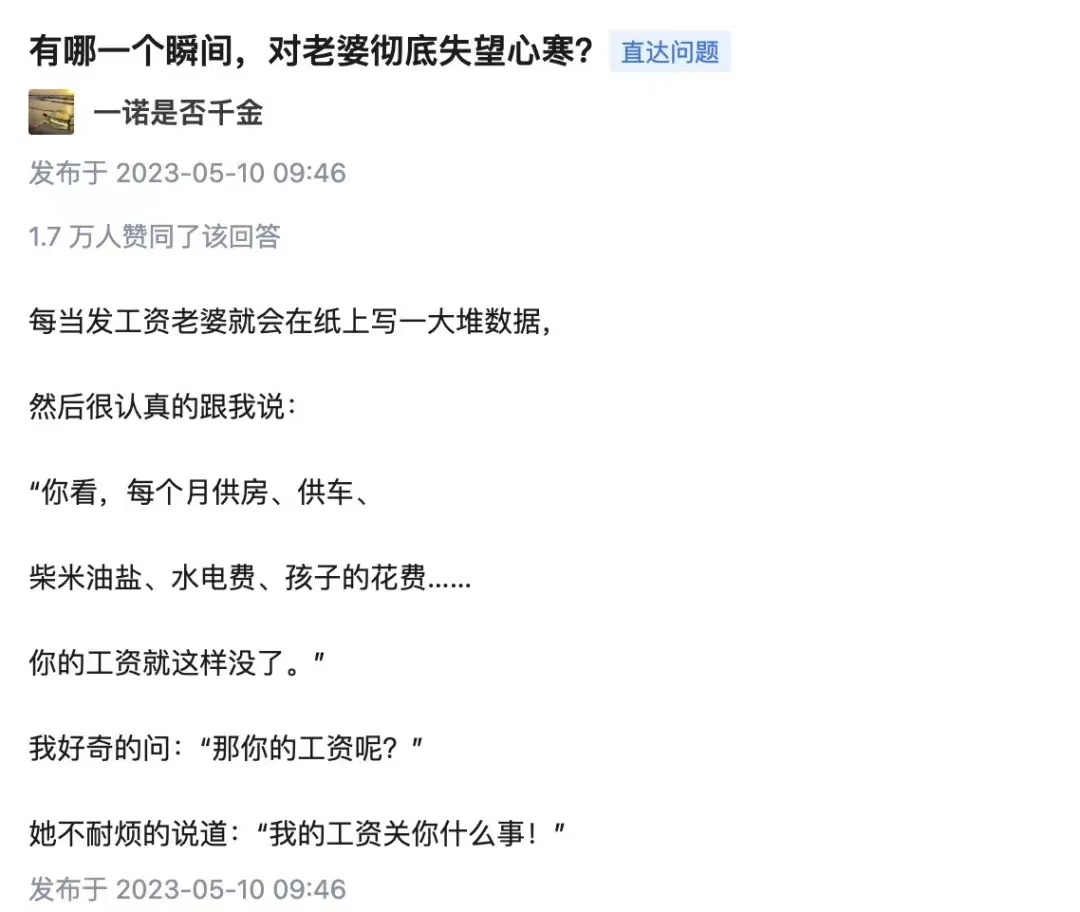 有哪一个瞬间，对老婆彻底失望心寒？ 直达问题
一诺是否千金
发布于 2023-05-10 09:46
1.7 万人赞同了该回答
每当发工资老婆就会在纸上写一大堆数据，
然后很认真的跟我说：
“你看，每个月供房、供车、
柴米油盐、水电费、孩子的花费……
你的工资就这样没了。”
我好奇的问：“那你的工资呢？”
她不耐烦的说道：“我的工资关你什么事！”
发布于 2023-05-10 09:46